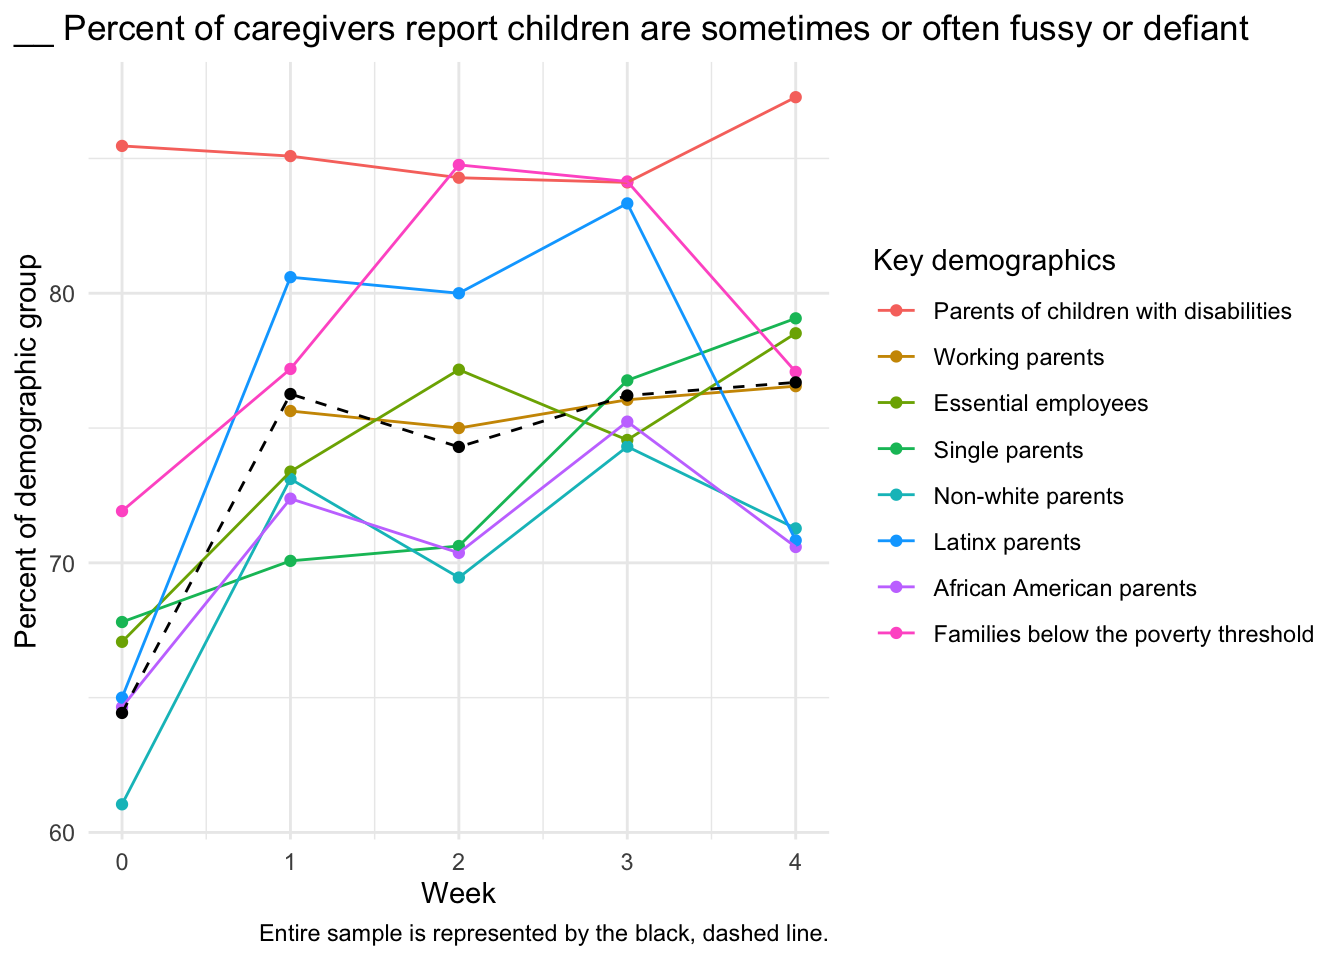 __ Percent of caregivers report children are sometimes or often fussy or defiant
Percent of demographic group
80
70
60
0 1 2 3 4
Week
Key demographics
Parents of children with disabilities
Working parents
Essential employees
Single parents
Non-white parents
Latinx parents
African American parents
Families below the poverty threshold
Entire sample is represented by the black, dashed line.